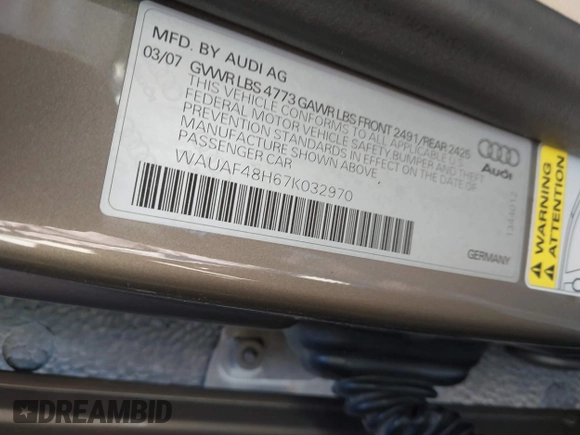 MFD. BY AUDI AG
03/07 GVWR LBS 4773 GAWR LBS FRONT 2491/REAR 2425
THIS VEHICLE CONFORMS TO ALL APPLICABLE U.S.
FEDERAL MOTOR VEHICLE SAFETY, BUMPER AND THEFT
PREVENTION STANDARDS IN EFFECT ON THE DATE OF
MANUFACTURE SHOWN ABOVE.
PASSENGER CAR
WAUAF48H67K032970
Audi
GERMANY
WARNING
ATTENTION
DREAMBID